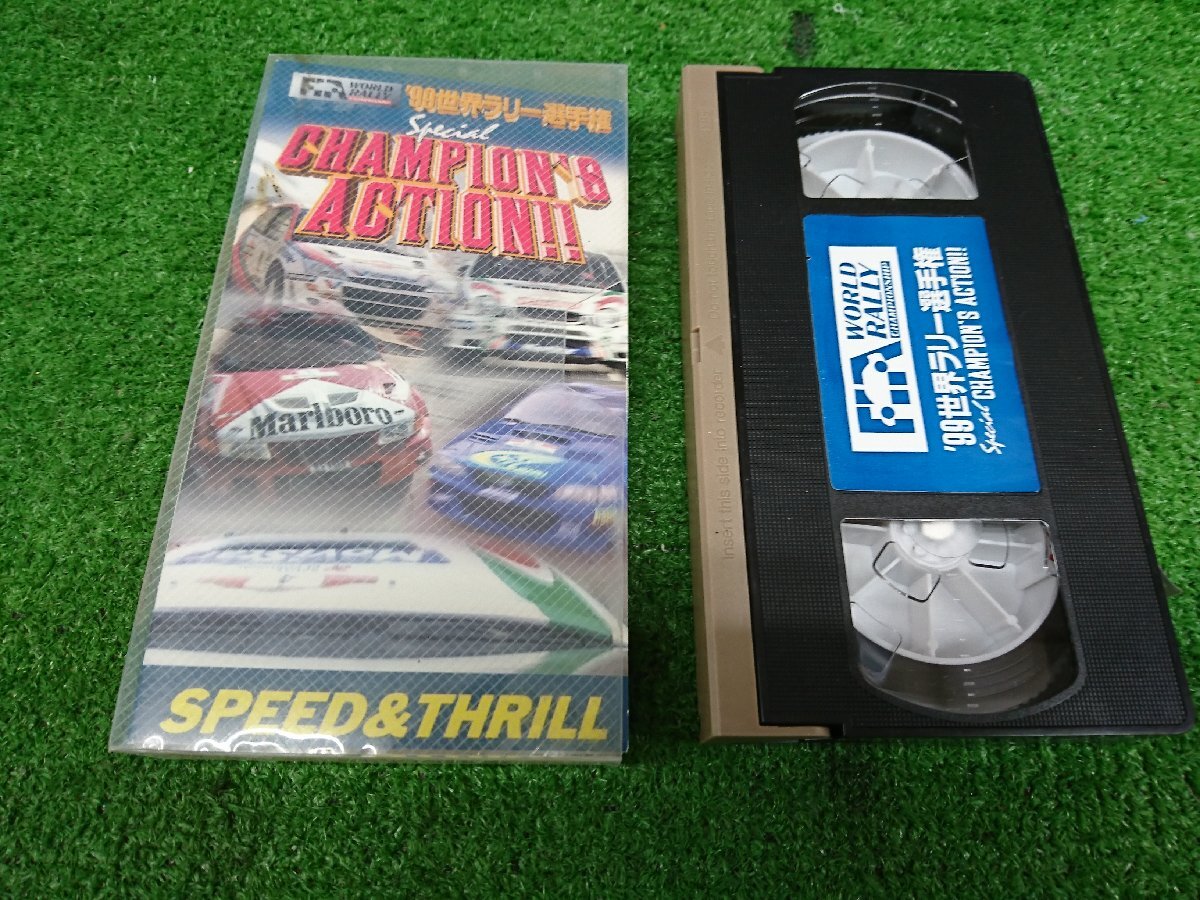 FIA WORLD RALLY
'99世界ラリー選手権
Special
CHAMPION'S
ACTION!!
Marlboro
SPEED&THRILL
Insert this side into recorder
FIA WORLD RALLY CHAMPIONSHIP
'99世界ラリー選手権
Special CHAMPION'S ACTION!!